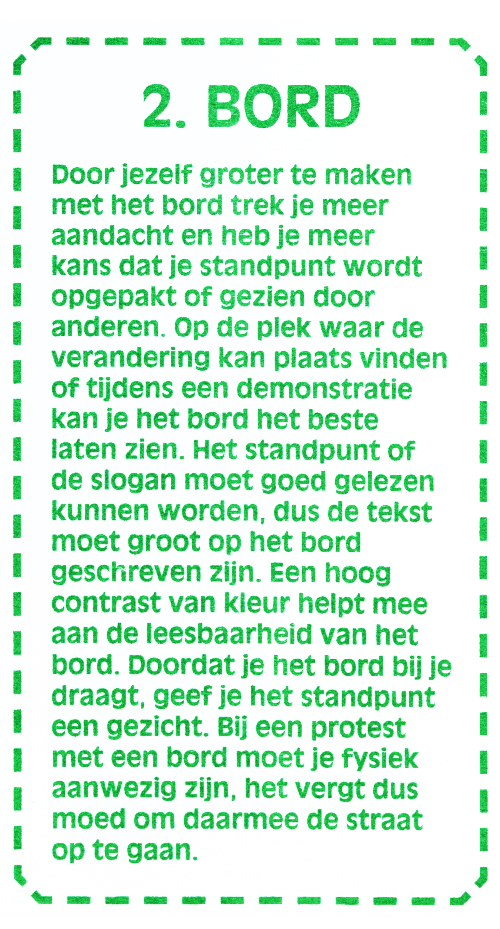 2. BORD
Door jezelf groter te maken
met het bord trek je meer
aandacht en heb je meer
kans dat je standpunt wordt
opgepakt of gezien door
anderen. Op de plek waar de
verandering kan plaats vinden
of tijdens een demonstratie
kan je het bord het beste
laten zien. Het standpunt of
de slogan moet goed gelezen
kunnen worden, dus de tekst
moet groot op het bord
geschreven zijn. Een hoog
contrast van kleur helpt mee
aan de leesbaarheid van het
bord. Doordat je het bord bij je
draagt, geef je het standpunt
een gezicht. Bij een protest
met een bord moet je fysiek
aanwezig zijn, het vergt dus
moed om daarmee de straat
op te gaan.